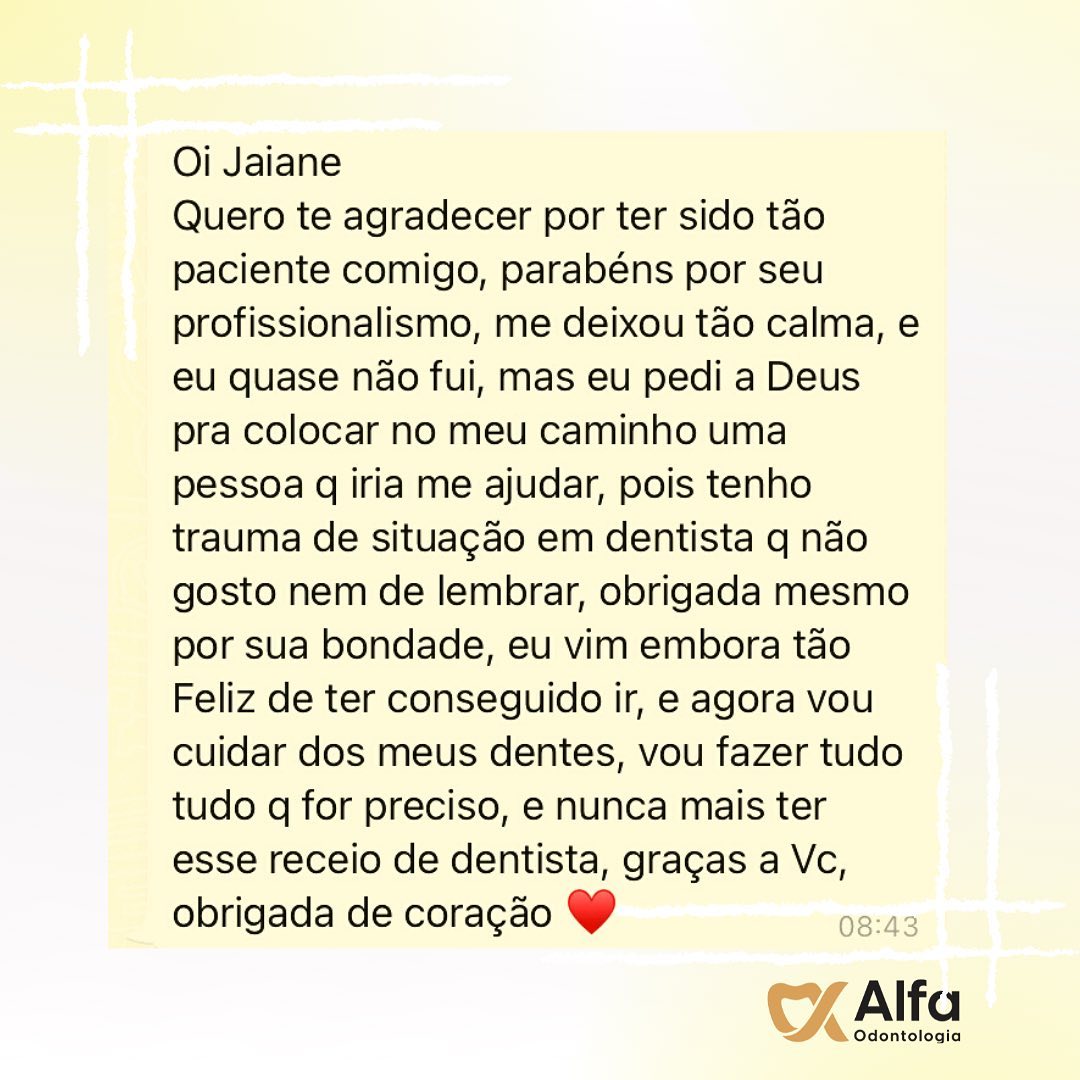 Oi Jaiane
Quero te agradecer por ter sido tão
paciente comigo, parabéns por seu
profissionalismo, me deixou tão calma, e
eu quase não fui, mas eu pedi a Deus
pra colocar no meu caminho uma
pessoa q iria me ajudar, pois tenho
trauma de situação em dentista q não
gosto nem de lembrar, obrigada mesmo
por sua bondade, eu vim embora tão
Feliz de ter conseguido ir, e agora vou
cuidar dos meus dentes, vou fazer tudo
tudo q for preciso, e nunca mais ter
esse receio de dentista, graças a Vc,
obrigada de coração ♥️
08:43
Alfa
Odontologia